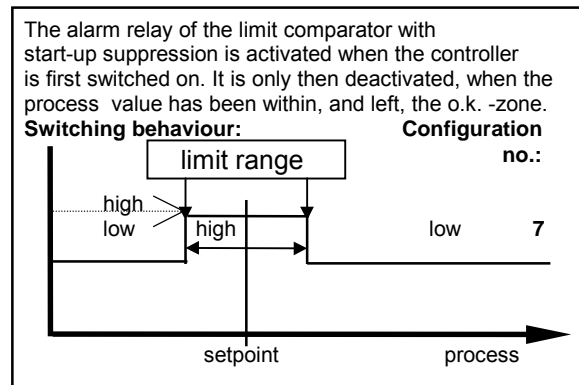 The alarm relay of the limit comparator with
start-up suppression is activated when the controller
is first switched on. It is only then deactivated, when the
process value has been within, and left, the o.k. -zone.
Switching behaviour: Configuration
no.:
limit range
high
low high low 7
setpoint process